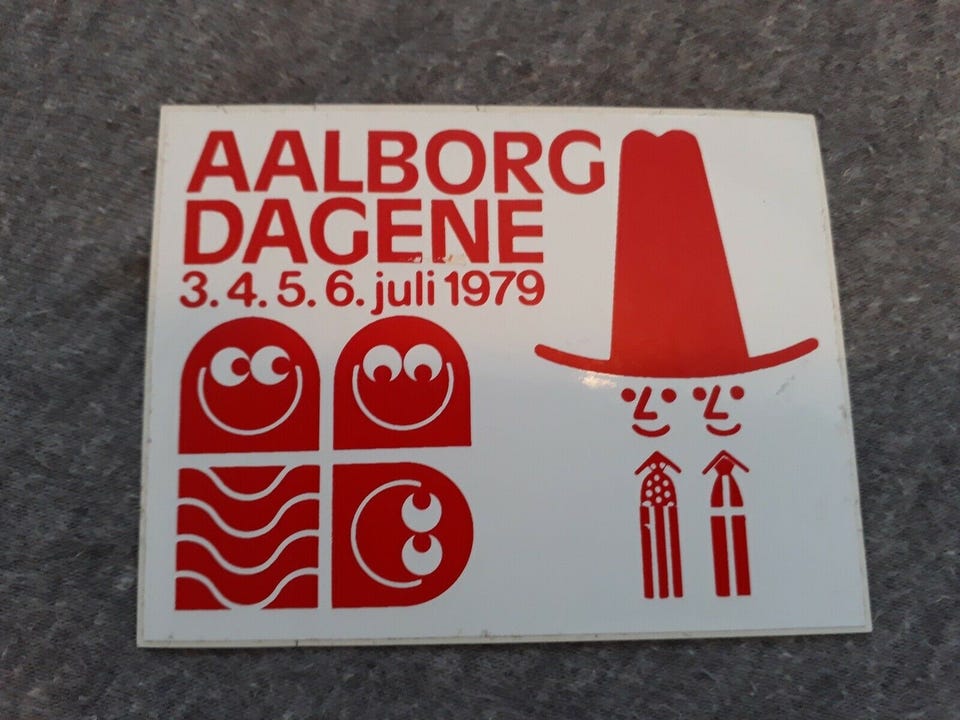 AALBORG
DAGENE
3. 4. 5. 6. juli 1979